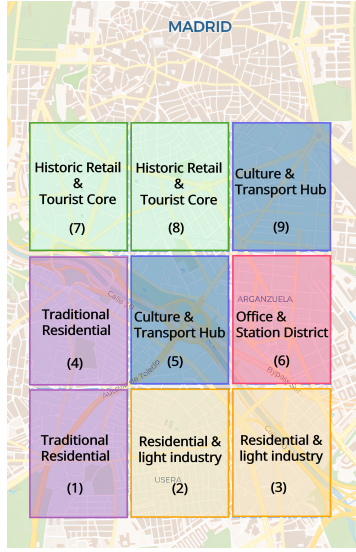 MADRID
Historic Retail
&
Tourist Core
(7)
Historic Retail
&
Tourist Core
(8)
Culture &
Transport Hub
(9)
Traditional
Residential
(4)
Culture &
Transport Hub
(5)
ARGANZUELA
Office &
Station District
(6)
Traditional
Residential
(1)
Residential &
light industry
USERA
(2)
Residential &
light industry
(3)